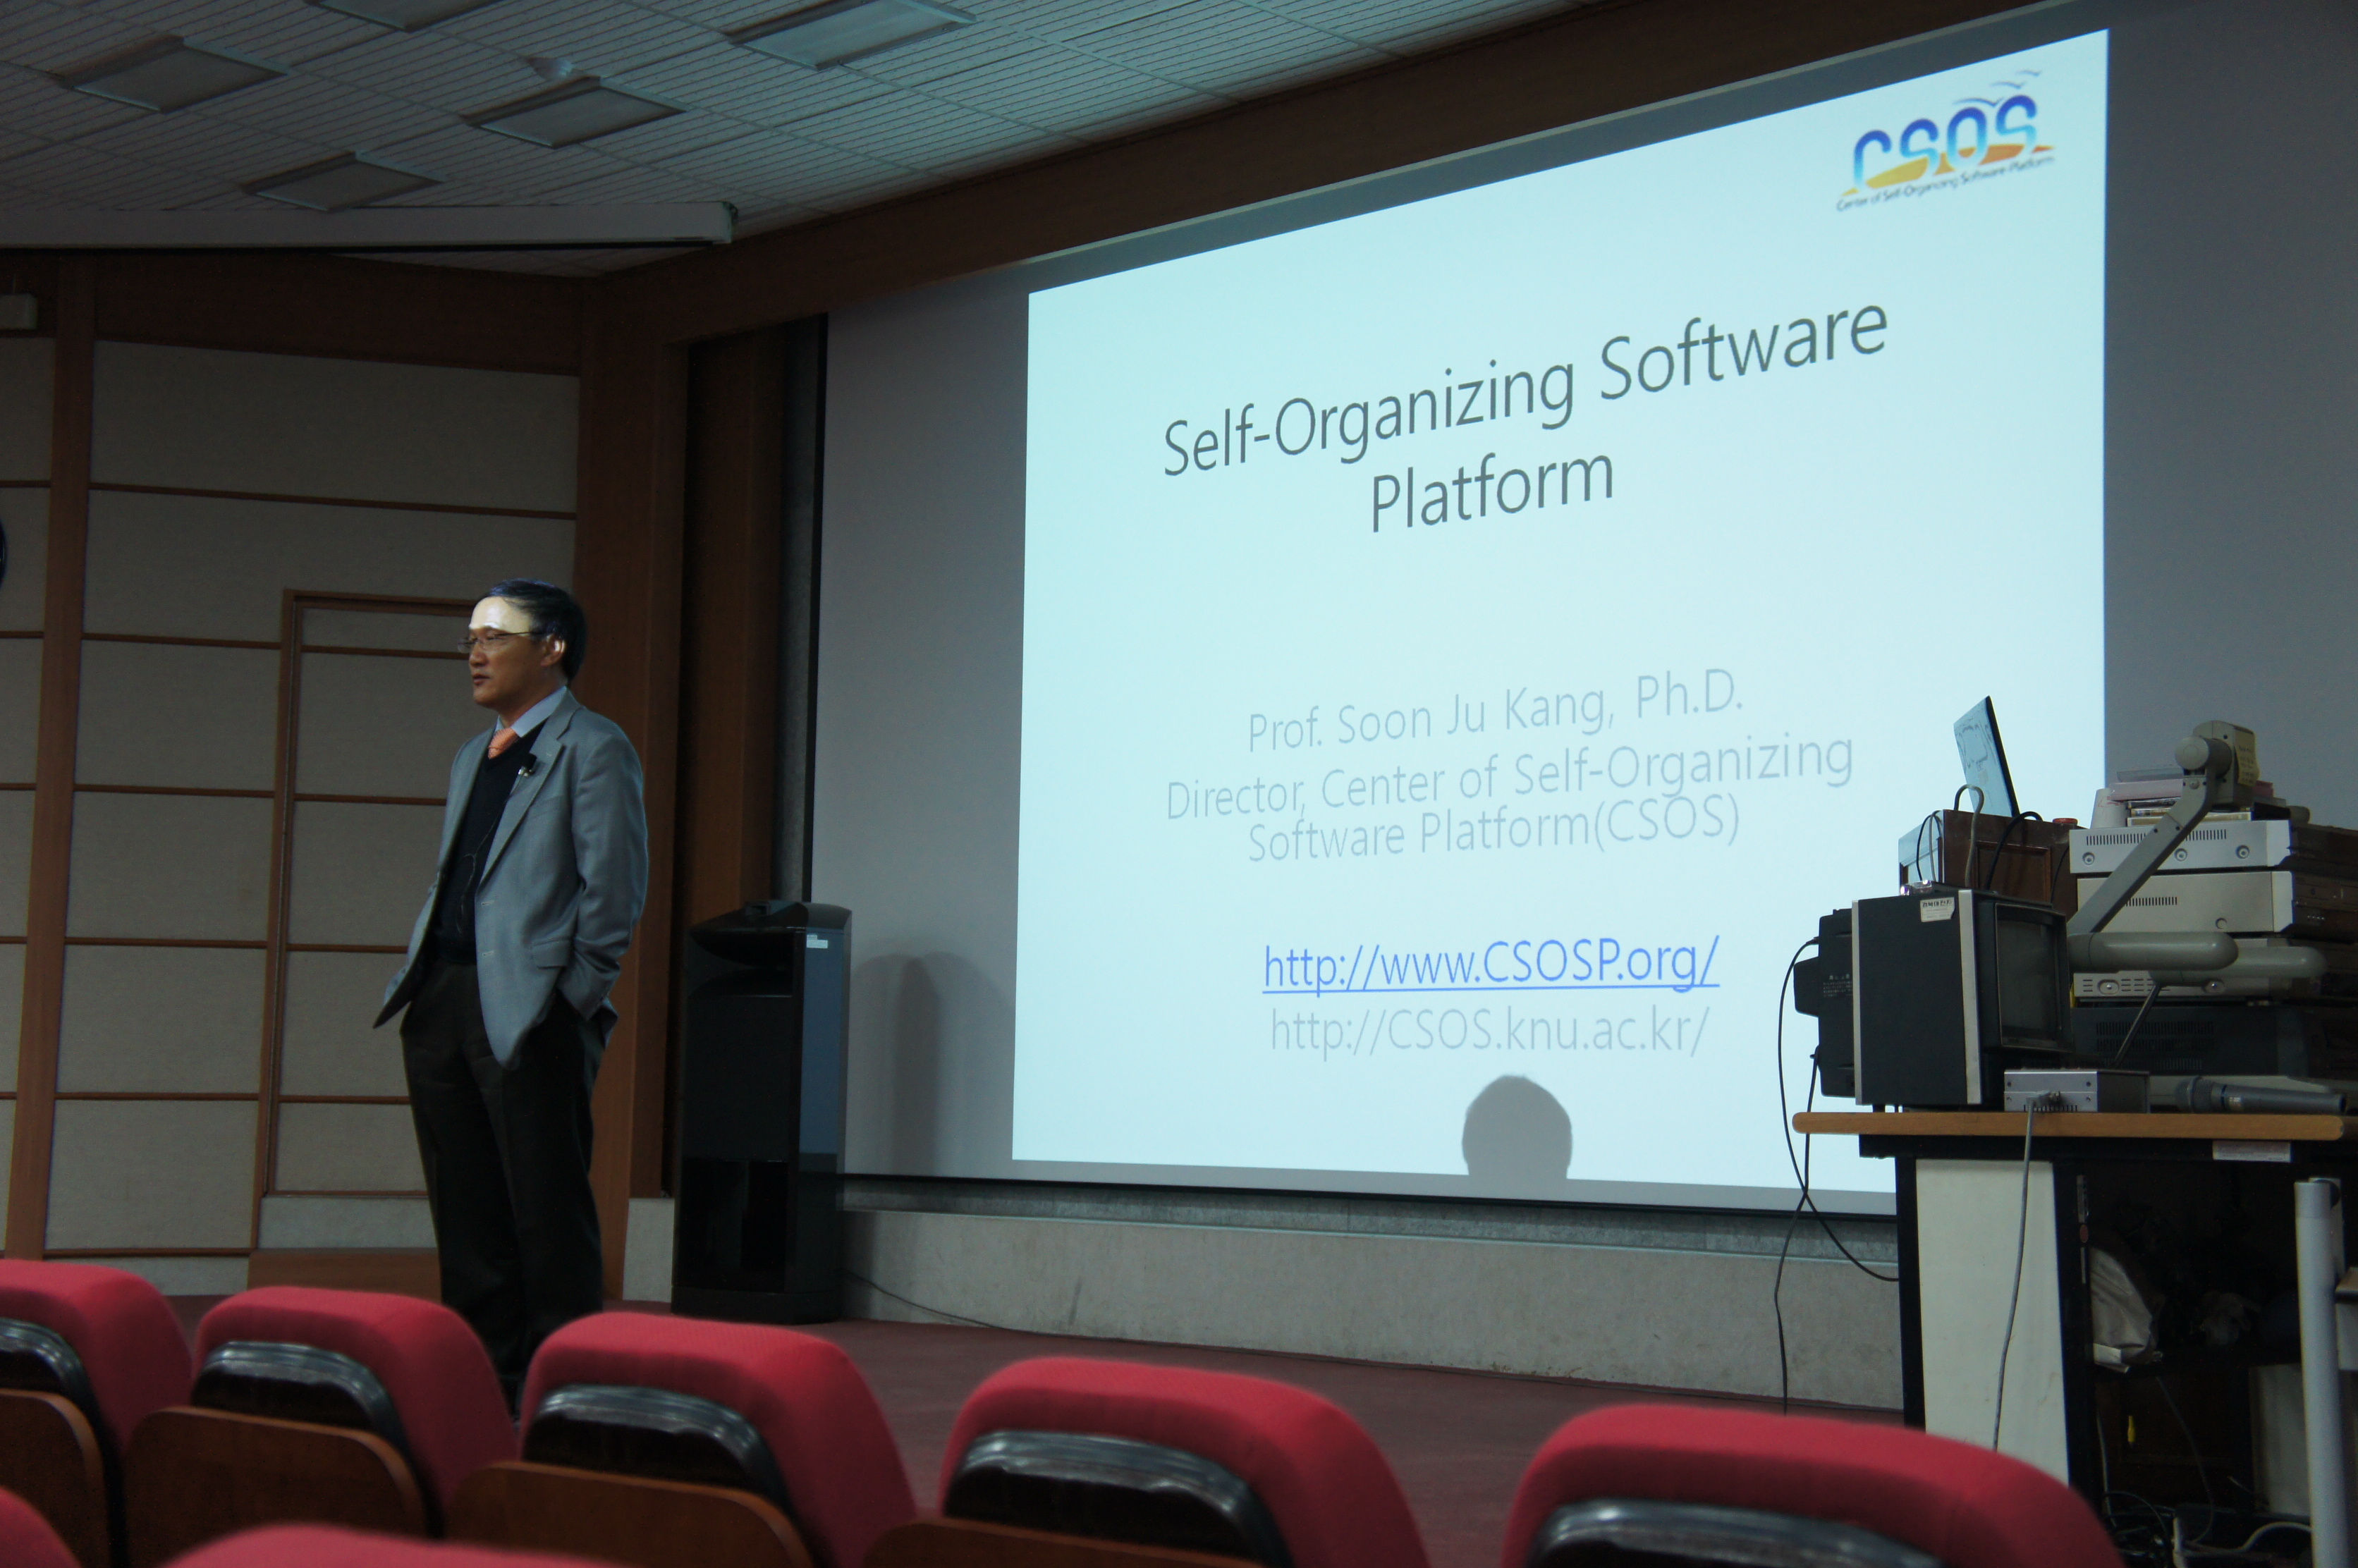 CSOS
Center of Self-Organizing Software Platform
Self-Organizing Software
Platform
Prof. Soon Ju Kang, Ph.D.
Director, Center of Self-Organizing
Software Platform(CSOS)
http://www.CSOSP.org/
http://CSOS.knu.ac.kr/